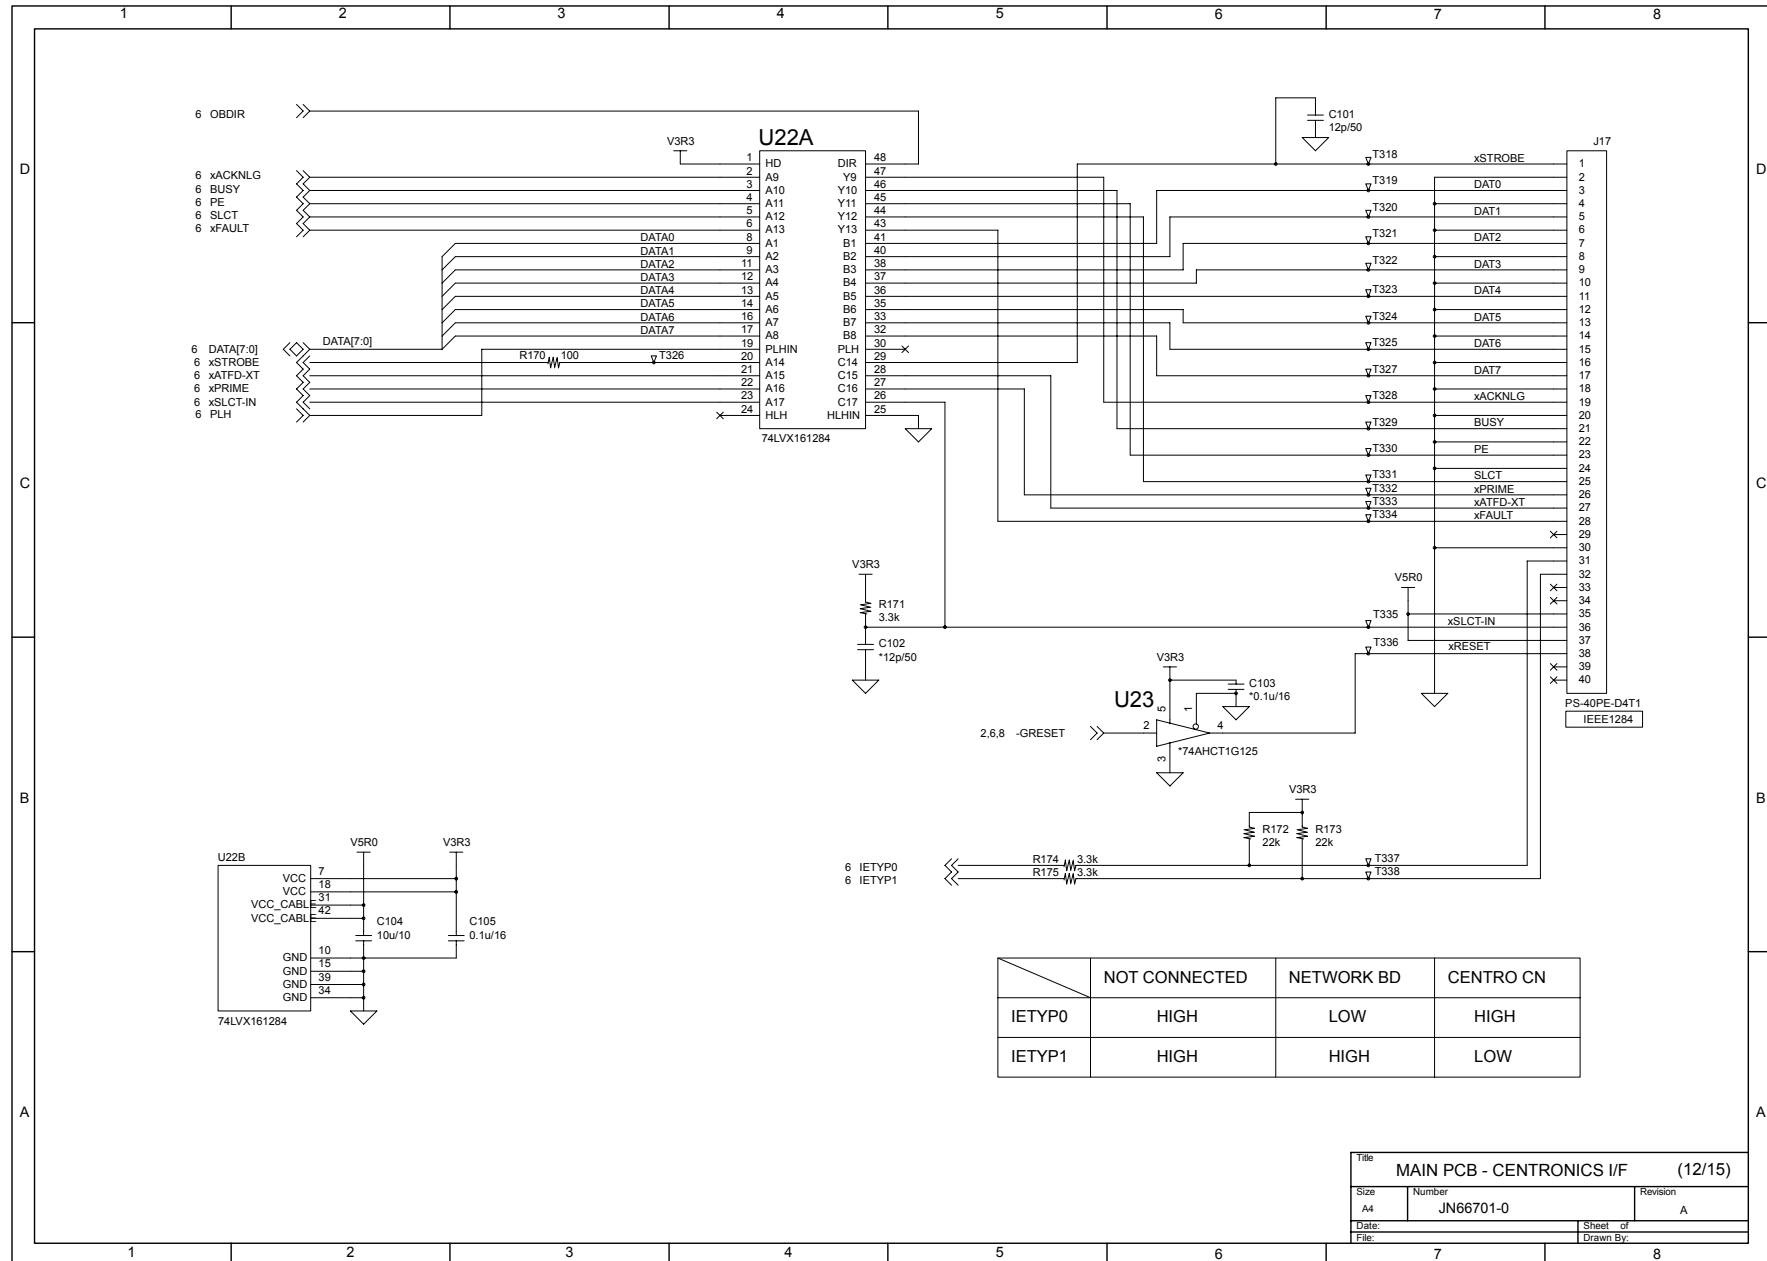 1 2 3 4 5 6 7 8
6 OBDIR
C101
12p/50
J17
V3R3
U22A
D
D
6 xACKNLG
6 BUSY
6 PE
6 SLCT
6 xFAULT
1 HD DIR 48
2 A9 Y9 47
3 A10 Y10 46
4 A11 Y11 45
5 A12 Y12 44
6 A13 Y13 43
DATA0 8 A1 B1 41
DATA1 9 A2 B2 40
DATA2 11 A3 B3 38
DATA3 12 A4 B4 37
DATA4 13 A5 B5 36
DATA5 14 A6 B6 35
DATA6 16 A7 B7 33
DATA7 17 A8 B8 32
19 PLHIN PLH 30
20 A14 C14 29
21 A15 C15 28
22 A16 C16 27
23 A17 C17 26
24 HLH HLHIN 25
74LVX161284
6 DATA[7:0] DATA[7:0]
6 xSTROBE R170 100 T326
6 xATFD-XT
6 xPRIME
6 xSLCT-IN
6 PLH
T318 xSTROBE 1
2
T319 DAT0 3
4
T320 DAT1 5
6
T321 DAT2 7
8
T322 DAT3 9
10
T323 DAT4 11
12
T324 DAT5 13
14
T325 DAT6 15
16
T327 DAT7 17
18
T328 xACKNLG 19
20
T329 BUSY 21
22
T330 PE 23
24
T331 SLCT 25
T332 xPRIME 26
T333 xATFD-XT 27
T334 xFAULT 28
29
30
31
32
33
34
35
T335 xSLCT-IN 36
37
T336 xRESET 38
39
40
PS-40PE-D4T1
IEEE1284
C
C
V3R3
R171
3.3k
C102
*12p/50
V5R0
V3R3
C103
*0.1u/16
U23
5 1
2 4
3
2,6,8 -GRESET
*74AHCT1G125
B
B
V3R3
R172
22k
R173
22k
6 IETYP0 R174 3.3k T337
6 IETYP1 R175 3.3k T338
U22B
V5R0
V3R3
VCC 7
VCC 18
VCC_CABLE 31
VCC_CABLE 42
C104
10u/10
C105
0.1u/16
GND 10
GND 15
GND 39
GND 34
74LVX161284
NOT CONNECTED NETWORK BD CENTRO CN
IETYP0 HIGH LOW HIGH
IETYP1 HIGH HIGH LOW
A
A
Title
MAIN PCB - CENTRONICS I/F (12/15)
Size Number Revision
A4 JN66701-0 A
Date: Sheet of
File: Drawn By:
1 2 3 4 5 6 7 8